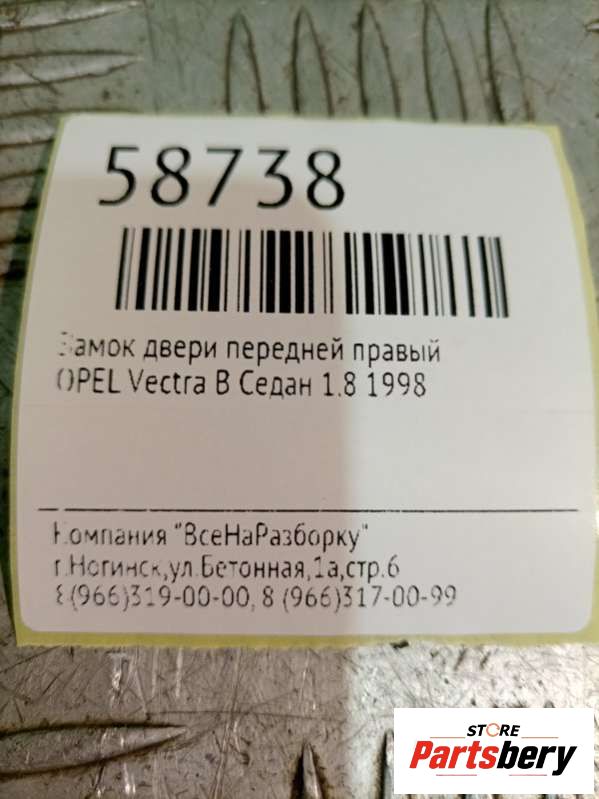 58738
Замок двери передней правый
OPEL Vectra B Седан 1.8 1998
Компания "ВсеНаРазборку"
г.Ногинск,ул.Бетонная,1а,стр.6
8(966)319-00-00, 8 (966)317-00-99
STORE
Partsbery